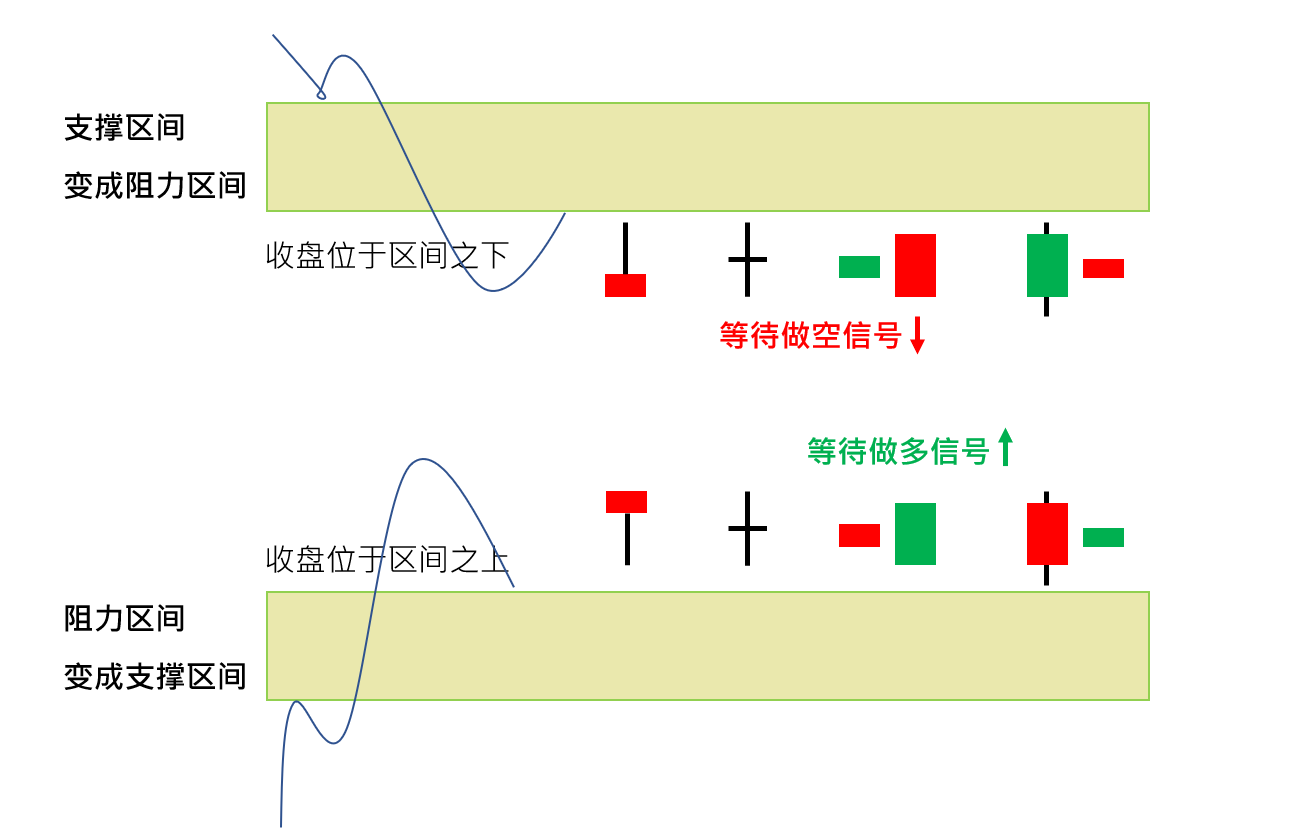 支撑区间
变成阻力区间
收盘位于区间之下
等待做空信号
等待做多信号
收盘位于区间之上
阻力区间
变成支撑区间